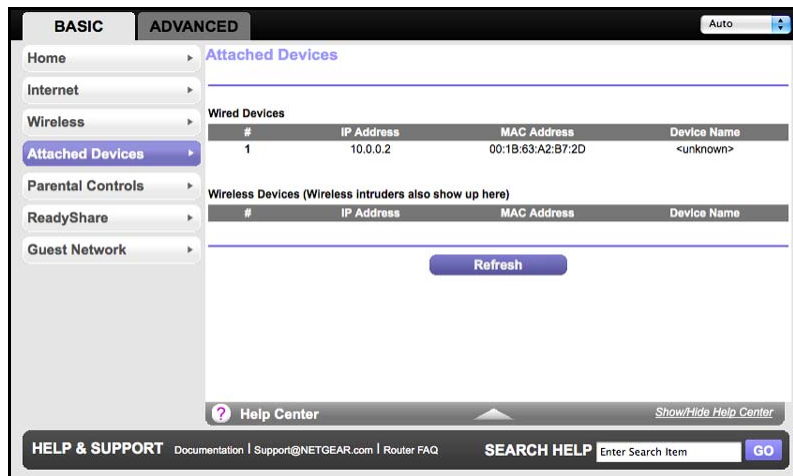 BASIC ADVANCED Auto
Home
Internet
Wireless
Attached Devices
Parental Controls
ReadyShare
Guest Network
Attached Devices
Wired Devices
# IP Address MAC Address Device Name
1 10.0.0.2 00:1B:63:A2:B7:2D <unknown>
Wireless Devices (Wireless intruders also show up here)
# IP Address MAC Address Device Name
Refresh
? Help Center Show/Hide Help Center
HELP & SUPPORT Documentation | Support@NETGEAR.com | Router FAQ SEARCH HELP Enter Search Item GO